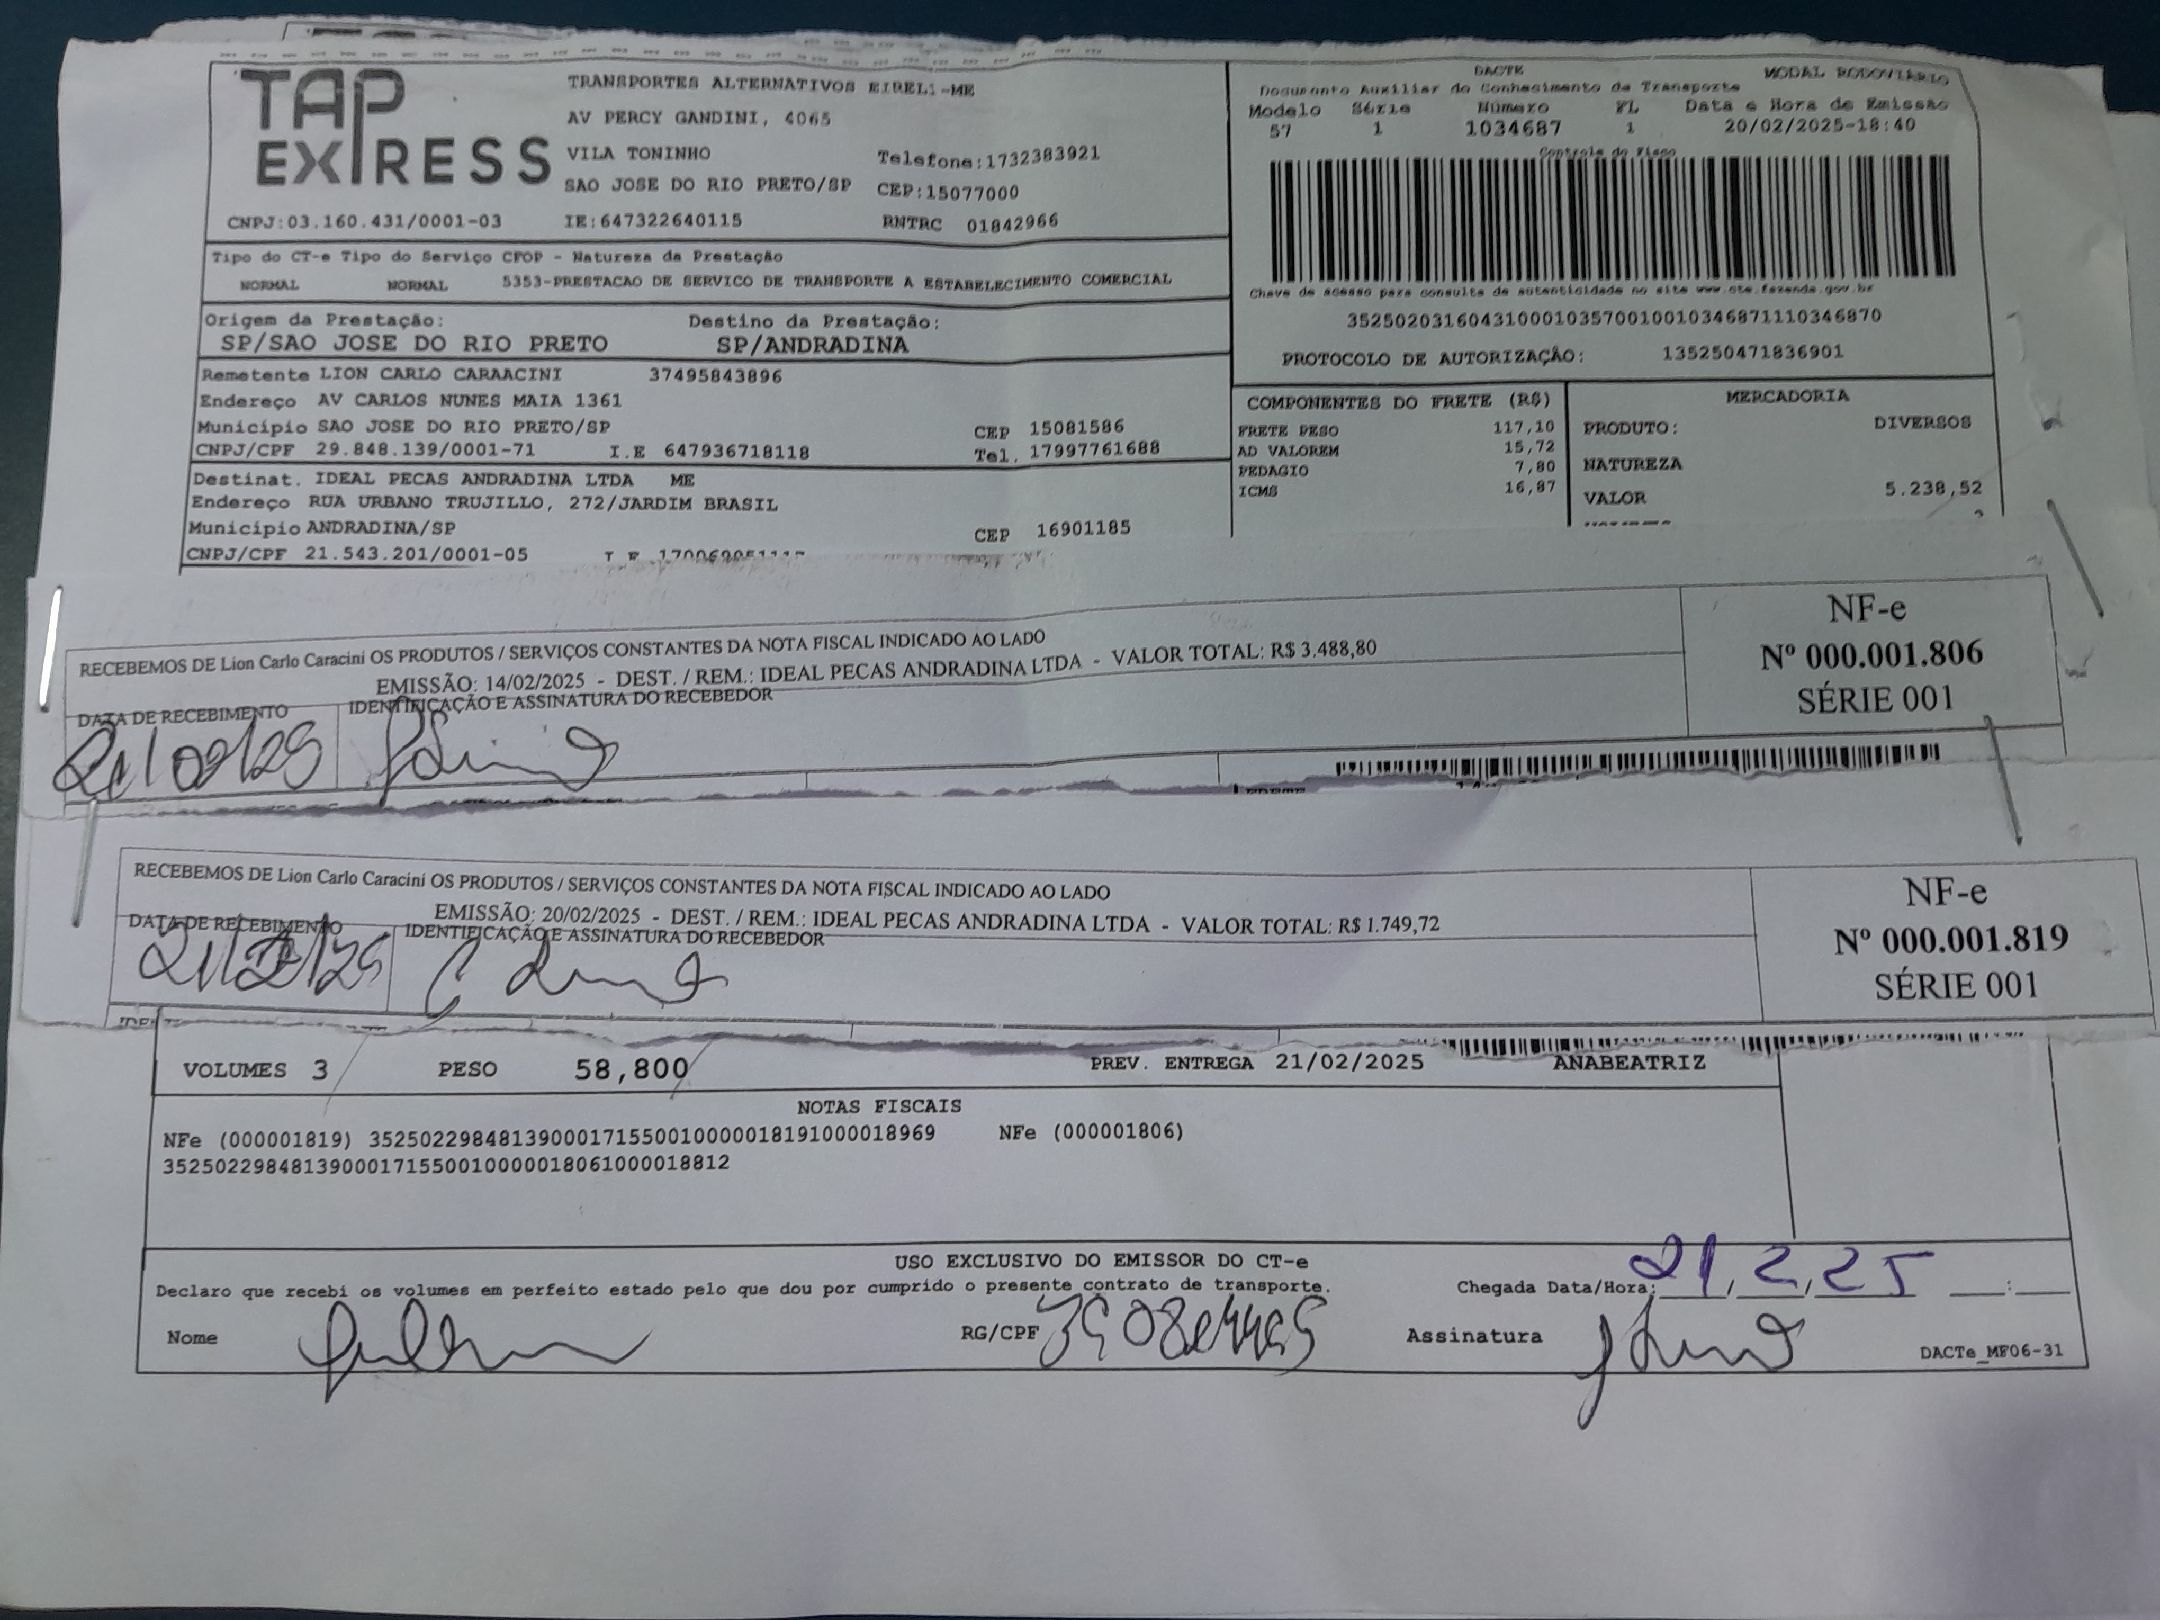 TAP EXPRESS
TRANSPORTES ALTERNATIVOS EIRELI-ME
AV PERCY GANDINI, 4065
VILA TONINHO Telefone:1732383921
SAO JOSE DO RIO PRETO/SP CEP:15077000
CNPJ:03.160.431/0001-03 IE:647322640115 RNTRC 01842966
DACTE MODAL RODOVIÁRIO
Documento Auxiliar do Conhecimento de Transporte
Modelo Série Número FL Data e Hora de Emissão
57 1 1034687 1 20/02/2025-18:40
Controle do Fisco
Chave de acesso para consulta de autenticidade no site www.cte.fazenda.gov.br
35250203160431000103570010010346871110346870
PROTOCOLO DE AUTORIZAÇÃO: 135250471836901
Tipo do CT-e Tipo do Serviço CFOP - Natureza da Prestação
NORMAL NORMAL 5353-PRESTACAO DE SERVICO DE TRANSPORTE A ESTABELECIMENTO COMERCIAL
Origem da Prestação: Destino da Prestação:
SP/SAO JOSE DO RIO PRETO SP/ANDRADINA
Remetente LION CARLO CARAACINI 37495843896
Endereço AV CARLOS NUNES MAIA 1361
Município SAO JOSE DO RIO PRETO/SP CEP 15081586
CNPJ/CPF 29.848.139/0001-71 I.E 647936718118 Tel. 17997761688
Destinat. IDEAL PECAS ANDRADINA LTDA ME
Endereço RUA URBANO TRUJILLO, 272/JARDIM BRASIL
Município ANDRADINA/SP CEP 16901185
CNPJ/CPF 21.543.201/0001-05 I.E
COMPONENTES DO FRETE (R$)
FRETE PESO 117,10
AD VALOREM 15,72
PEDAGIO 7,80
ICMS 16,87
MERCADORIA
PRODUTO: DIVERSOS
NATUREZA
VALOR 5.238,52
RECEBEMOS DE Lion Carlo Caracini OS PRODUTOS / SERVIÇOS CONSTANTES DA NOTA FISCAL INDICADO AO LADO
EMISSÃO: 14/02/2025 - DEST. / REM.: IDEAL PECAS ANDRADINA LTDA - VALOR TOTAL: R$ 3.488,80
DATA DE RECEBIMENTO IDENTIFICAÇÃO E ASSINATURA DO RECEBEDOR
21/02/25
NF-e
Nº 000.001.806
SÉRIE 001
RECEBEMOS DE Lion Carlo Caracini OS PRODUTOS / SERVIÇOS CONSTANTES DA NOTA FISCAL INDICADO AO LADO
EMISSÃO: 20/02/2025 - DEST. / REM.: IDEAL PECAS ANDRADINA LTDA - VALOR TOTAL: R$ 1.749,72
DATA DE RECEBIMENTO IDENTIFICAÇÃO E ASSINATURA DO RECEBEDOR
NF-e
Nº 000.001.819
SÉRIE 001
VOLUMES 3 PESO 58,800 PREV. ENTREGA 21/02/2025 ANABEATRIZ
NOTAS FISCAIS
NFe (000001819) 35250229848139000171550010000018191000018969 NFe (000001806)
35250229848139000171550010000018061000018812
USO EXCLUSIVO DO EMISSOR DO CT-e
Declaro que recebi os volumes em perfeito estado pelo que dou por cumprido o presente contrato de transporte. Chegada Data/Hora: 21/2/25 :
Nome RG/CPF Assinatura
DACTe_MF06-31